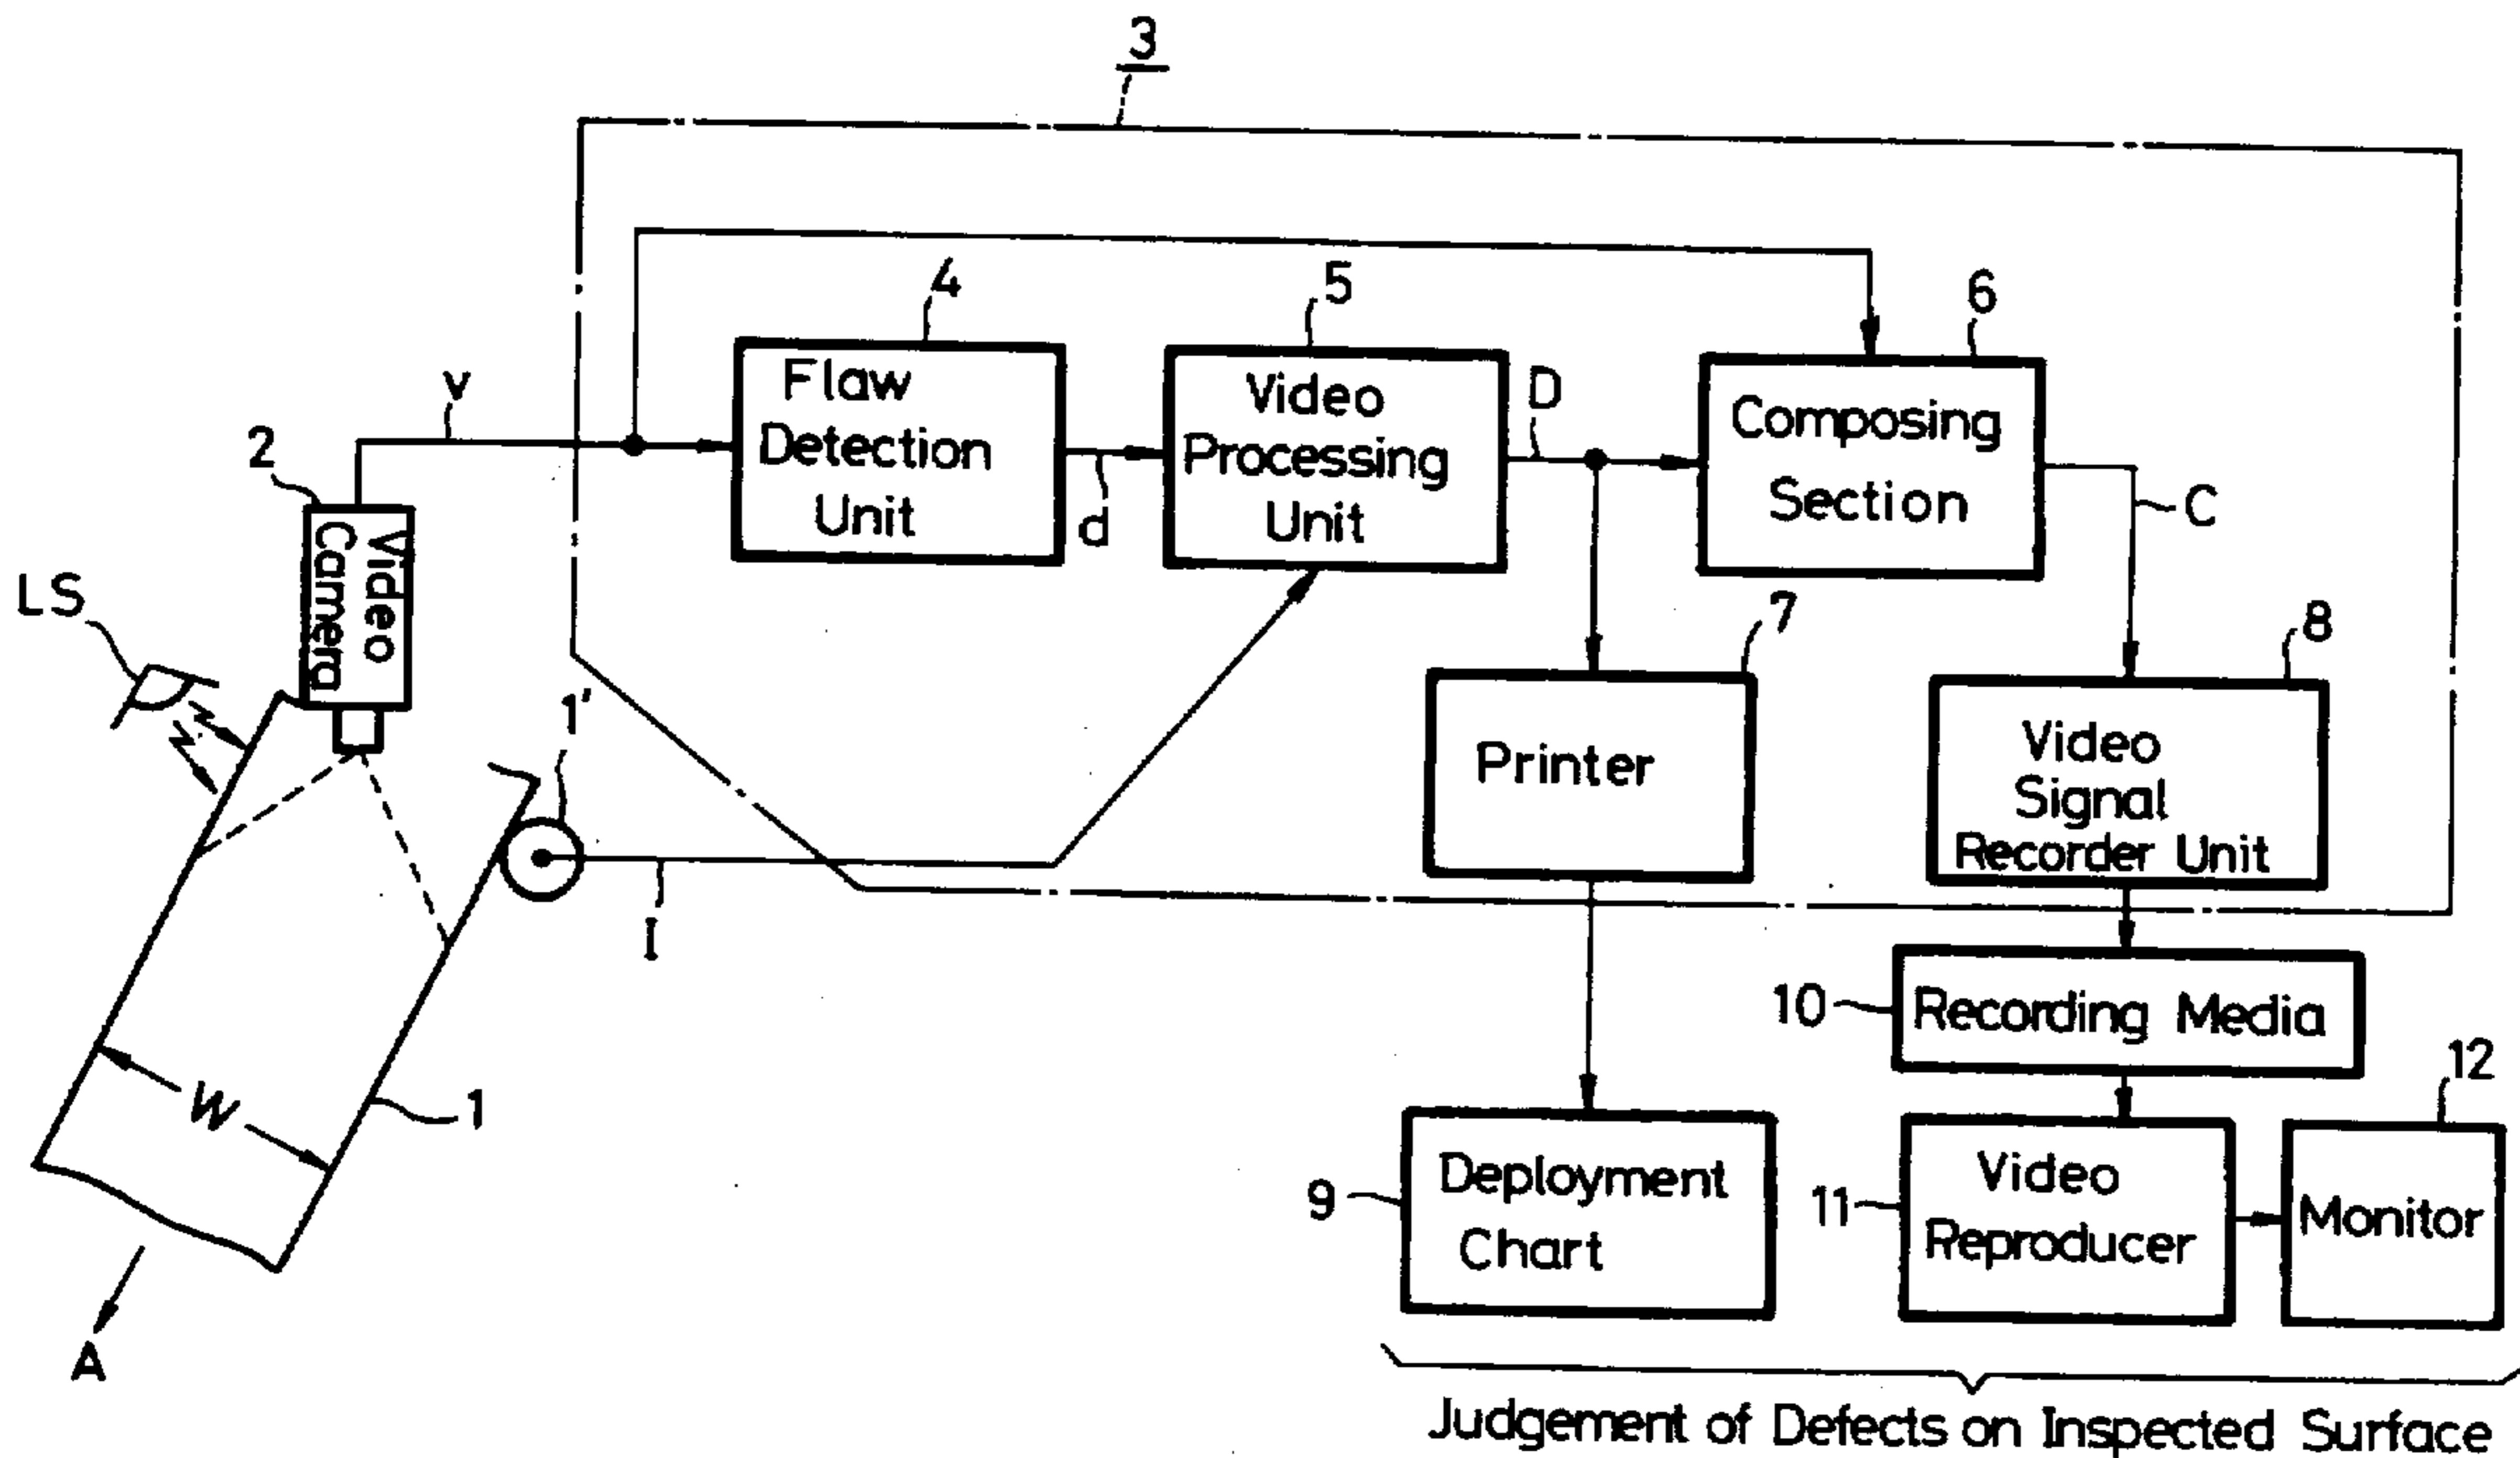 3
4
5
6
v
D
2
Flaw
Detection
Unit
Video
Processing
Unit
Composing
Section
d
C
Video
Camera
LS
1'
7
8
Printer
Video
Signal
Recorder Unit
I
10
Recording Media
12
W
1
9
Deployment
Chart
11
Video
Reproducer
Monitor
A
Judgement of Defects on Inspected Surface